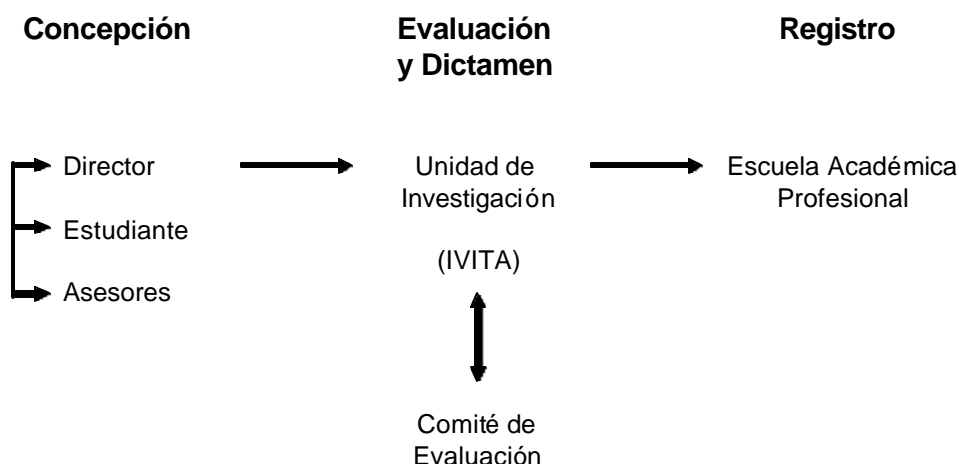 Concepción
Evaluación
y Dictamen
Registro
Director
Estudiante
Asesores
Unidad de
Investigación
(IVITA)
Comité de
Evaluación
Escuela Académica
Profesional